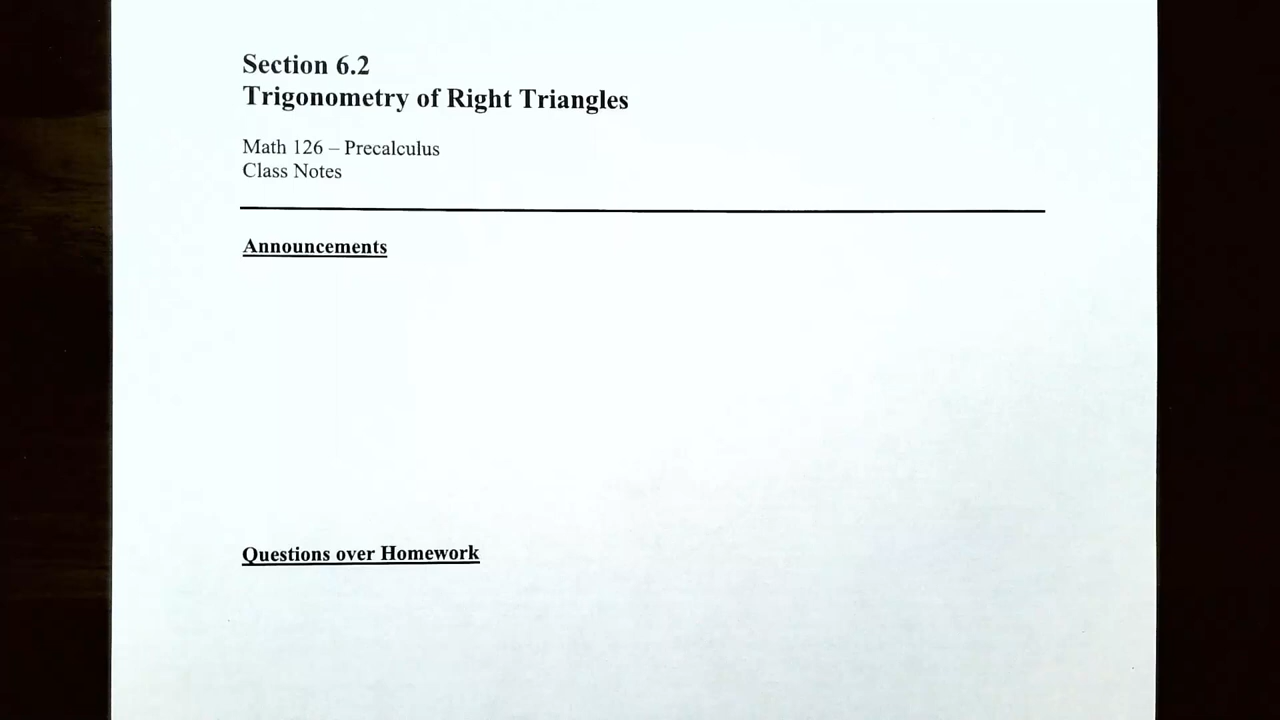 Section 6.2
Trigonometry of Right Triangles
Math 126 – Precalculus
Class Notes
Announcements
Questions over Homework